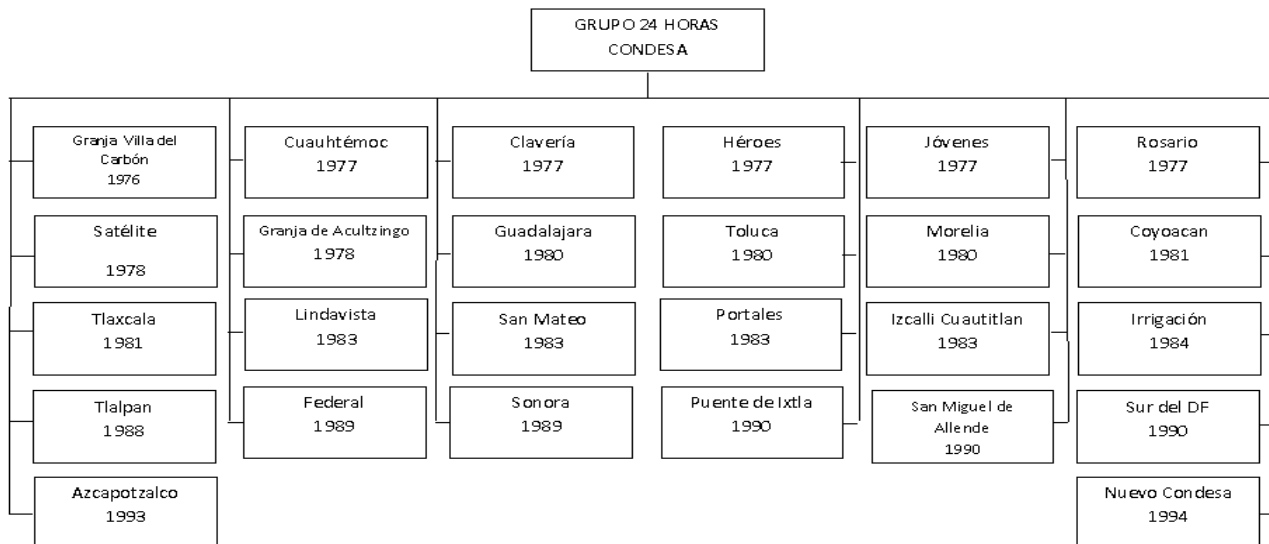 GRUPO 24 HORAS
CONDESA
Granja Villa del
Carbón
1976
Cuauhtémoc
1977
Clavería
1977
Héroes
1977
Jóvenes
1977
Rosario
1977
Satélite
1978
Granja de Acultzingo
1978
Guadalajara
1980
Toluca
1980
Morelia
1980
Coyoacan
1981
Tlaxcala
1981
Lindavista
1983
San Mateo
1983
Portales
1983
Izcalli Cuautitlan
1983
Irrigación
1984
Tlalpan
1988
Federal
1989
Sonora
1989
Puente de Ixtla
1990
San Miguel de
Allende
1990
Sur del DF
1990
Azcapotzalco
1993
Nuevo Condesa
1994